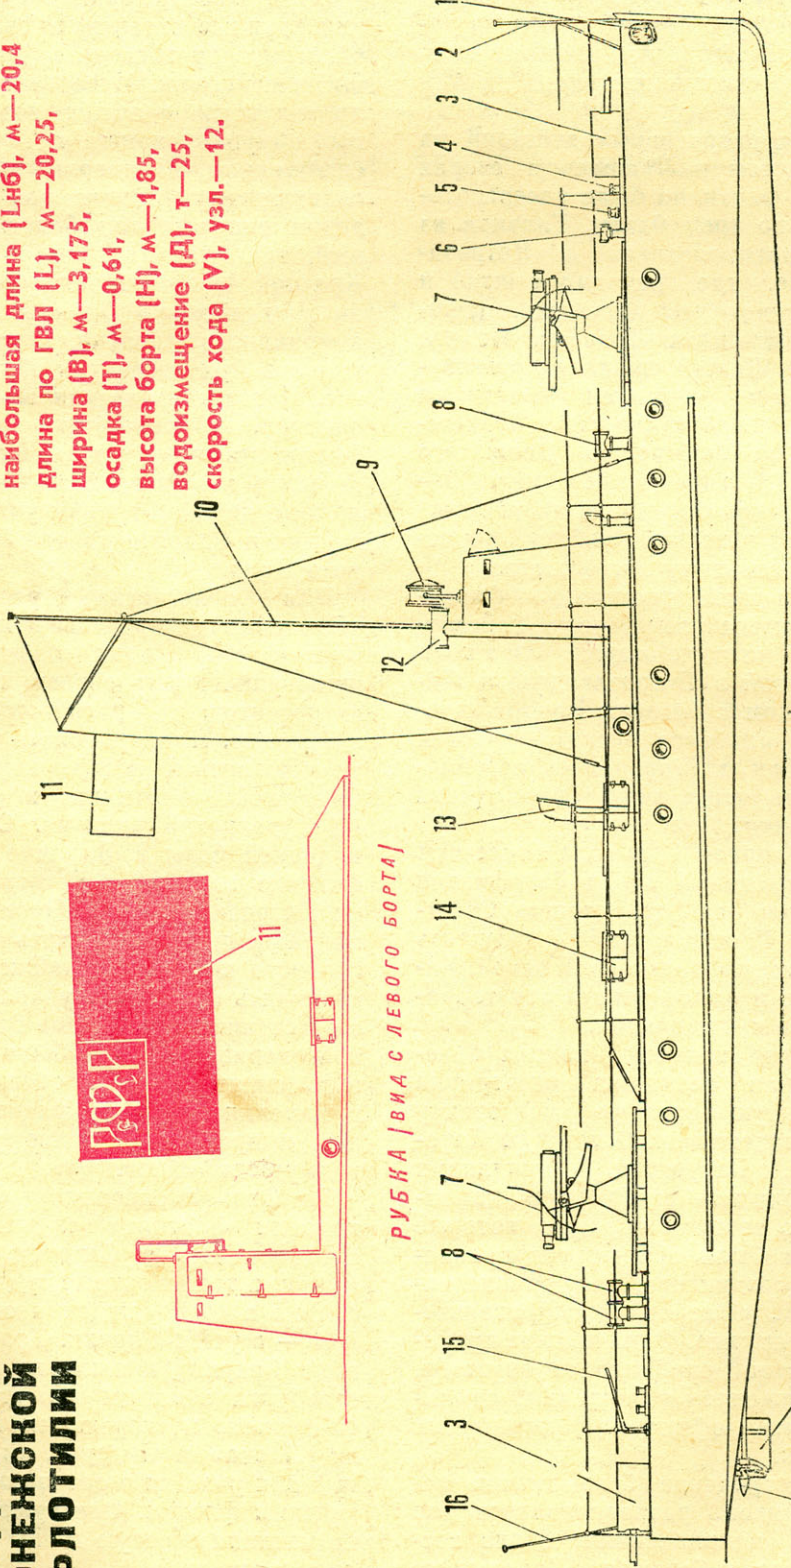 НЕЖСКОЙ
ЛОТИЛИИ
наибольшая длина (Lнб), м—20,4
длина по ГВЛ (L), м—20,25,
ширина (B), м—3,175,
осадка (T), м—0,61,
высота борта (H), м—1,85,
водоизмещение (Д), т—25,
скорость хода (V), узл.—12.
РСФСР
11
РУБКА (ВИД С ЛЕВОГО БОРТА)
11
10
9
12
16
3
15
8
7
14
13
8
7
6
5
4
3
2
1